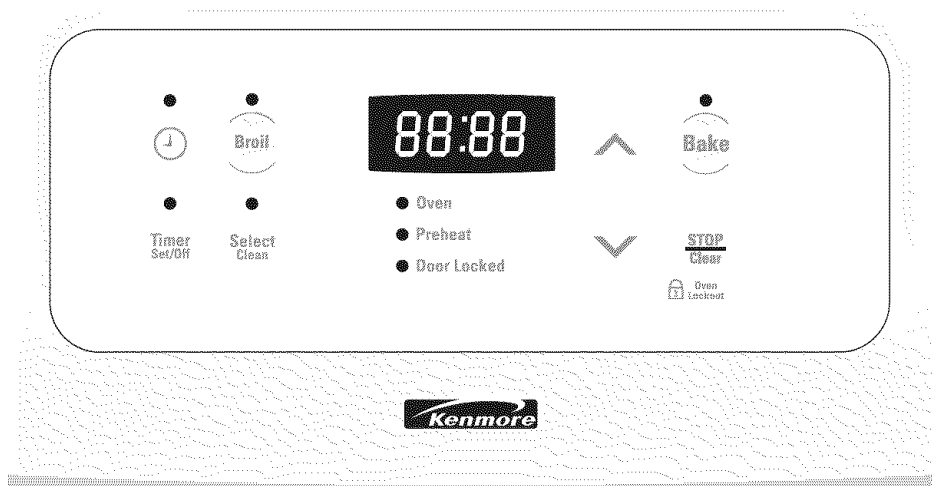 Broil
88:88
Bake
Oven
Preheat
Door Locked
Timer
Set/Off
Select
Clean
STOP
Clear
Oven
Lockout
Kenmore